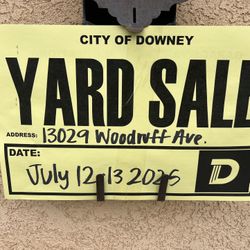 CITY OF DOWNEY
YARD SALE
ADDRESS: 13029 Woodruff Ave.
DATE:
July 12-13 2025
D